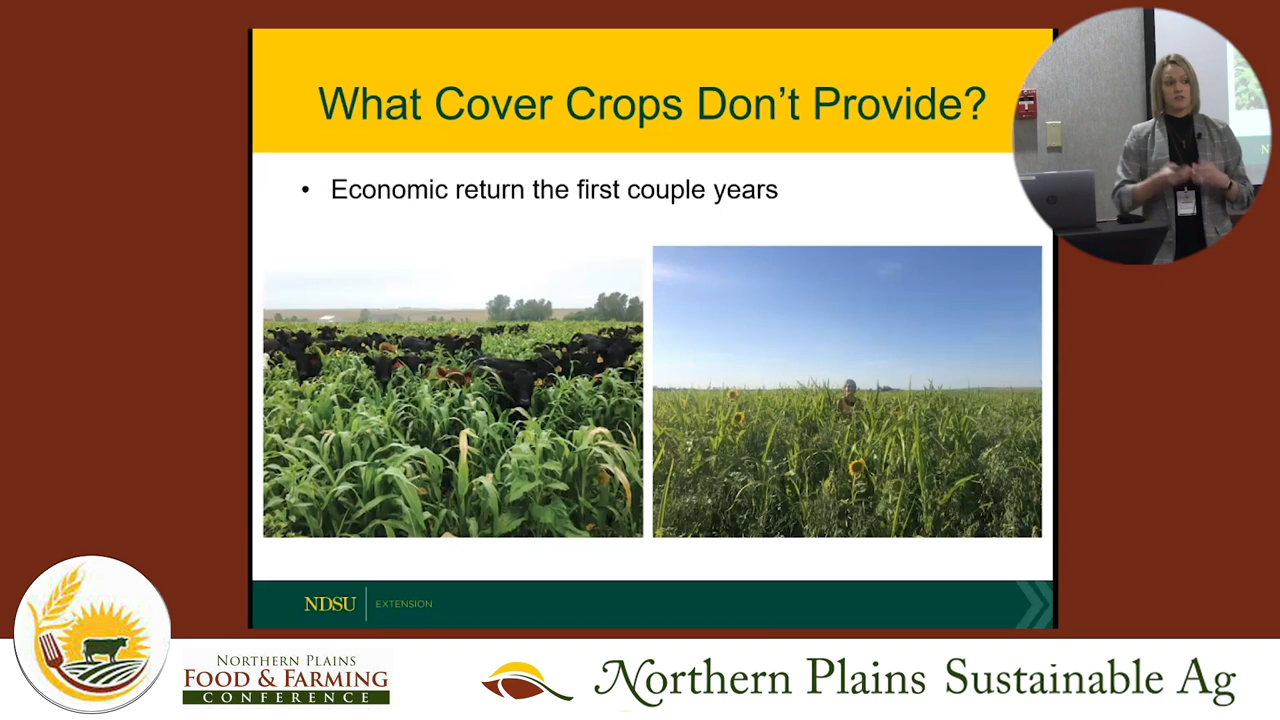 What Cover Crops Don't Provide?
• Economic return the first couple years
NDSU EXTENSION
NORTHERN PLAINS
FOOD & FARMING
CONFERENCE
Northern Plains Sustainable Ag